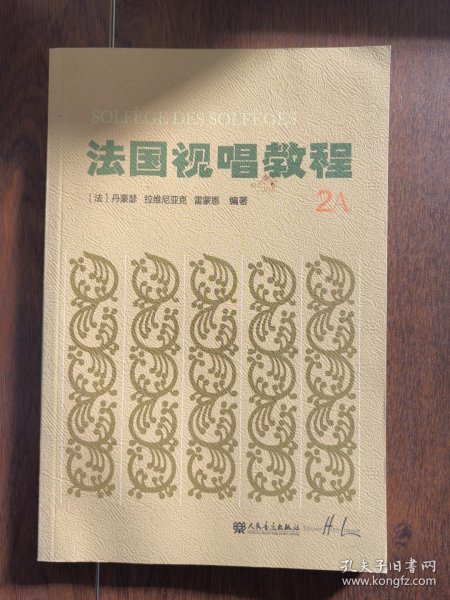 SOLFÈGE DES SOLFÈGES
法国视唱教程
[法]丹豪瑟 拉维尼亚克 雷蒙恩 编著
2A
人民音乐出版社
H L
孔夫子旧书网
www.kongfz.com